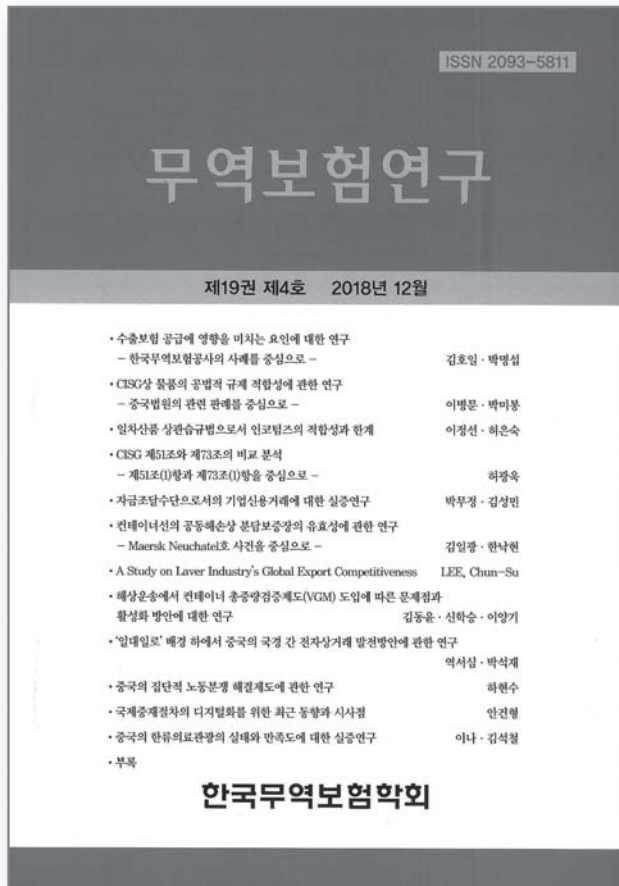 ISSN 2093-5811
무역보험연구
제19권 제4호 2018년 12월
• 수출보험 공급에 영향을 미치는 요인에 대한 연구
- 한국무역보험공사의 사례를 중심으로 - 김호일 · 박명섭
• CISG상 물품의 공법적 규제 적합성에 관한 연구
- 중국법원의 관련 판례를 중심으로 - 이병문 · 박미봉
• 일차산품 상관습규범으로서 인코텀즈의 적합성과 한계 이정선 · 허은숙
• CISG 제51조와 제73조의 비교 분석
- 제51조(1)항과 제73조(1)항을 중심으로 - 허광욱
• 자금조달수단으로서의 기업신용거래에 대한 실증연구 박무정 · 김성민
• 컨테이너선의 공동해손상 분담보증장의 유효성에 관한 연구
- Maersk Neuchatel호 사건을 중심으로 - 김일광 · 한낙현
• A Study on Laver Industry's Global Export Competitiveness LEE, Chun-Su
• 해상운송에서 컨테이너 총중량검증제도(VGM) 도입에 따른 문제점과
활성화 방안에 대한 연구 김동윤 · 신학승 · 이양기
• '일대일로' 배경 하에서 중국의 국경 간 전자상거래 발전방안에 관한 연구
역서심 · 박석재
• 중국의 집단적 노동분쟁 해결제도에 관한 연구 하현수
• 국제중재절차의 디지털화를 위한 최근 동향과 시사점 안건형
• 중국의 한류의료관광의 실태와 만족도에 대한 실증연구 이나 · 김석철
• 부록
한국무역보험학회